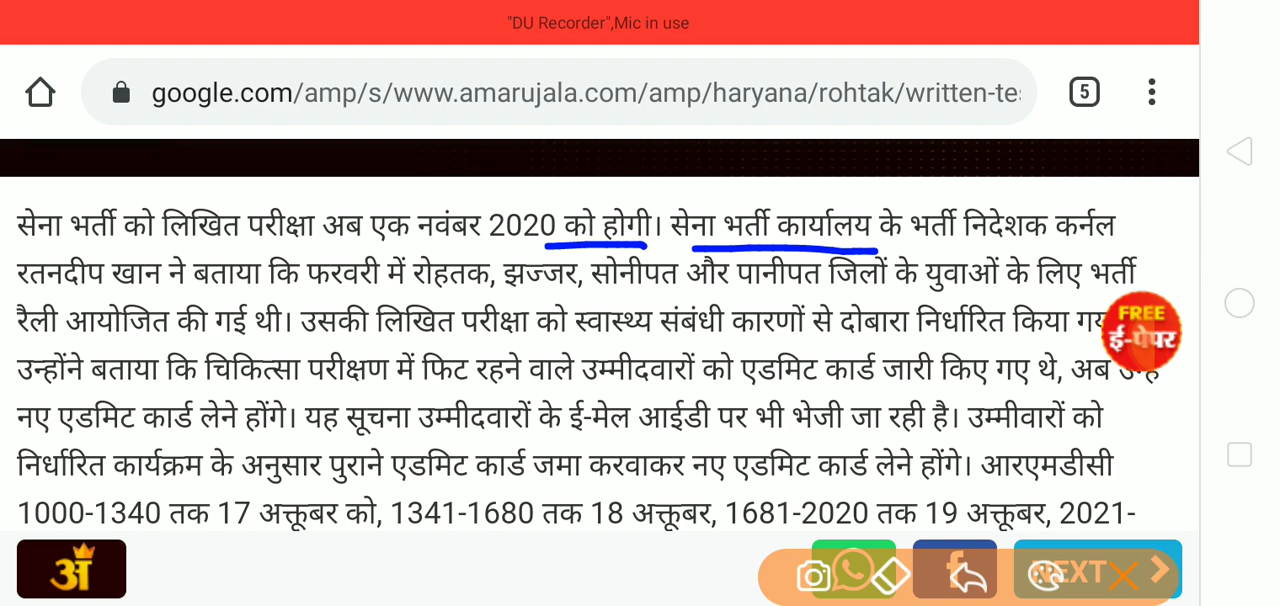 "DU Recorder",Mic in use
google.com/amp/s/www.amarujala.com/amp/haryana/rohtak/written-te
5
सेना भर्ती को लिखित परीक्षा अब एक नवंबर 2020 को होगी। सेना भर्ती कार्यालय के भर्ती निदेशक कर्नल
रतनदीप खान ने बताया कि फरवरी में रोहतक, झज्जर, सोनीपत और पानीपत जिलों के युवाओं के लिए भर्ती
रैली आयोजित की गई थी। उसकी लिखित परीक्षा को स्वास्थ्य संबंधी कारणों से दोबारा निर्धारित किया
FREE
ई-पेपर
उन्होंने बताया कि चिकित्सा परीक्षण में फिट रहने वाले उम्मीदवारों को एडमिट कार्ड जारी किए गए थे, अब
नए एडमिट कार्ड लेने होंगे। यह सूचना उम्मीदवारों के ई-मेल आईडी पर भी भेजी जा रही है। उम्मीवारों को
निर्धारित कार्यक्रम के अनुसार पुराने एडमिट कार्ड जमा करवाकर नए एडमिट कार्ड लेने होंगे। आरएमडीसी
1000-1340 तक 17 अक्तूबर को, 1341-1680 तक 18 अक्तूबर, 1681-2020 तक 19 अक्तूबर, 2021-
अ
NEXT